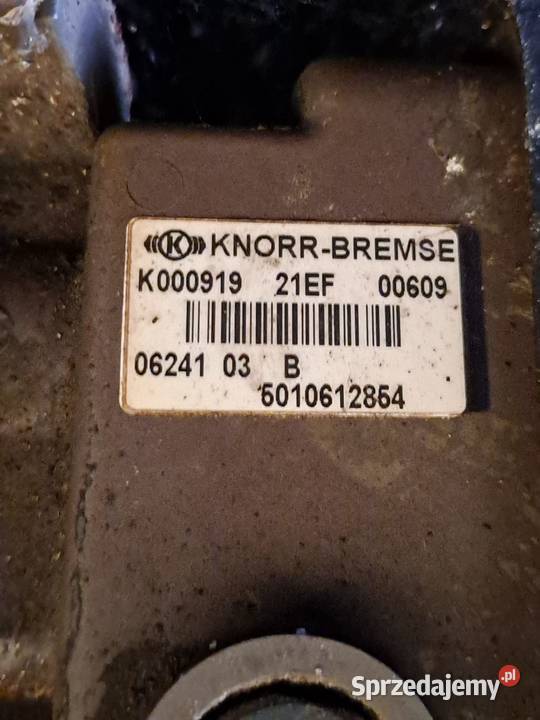 KNORR-BREMSE
K000919 21EF 00609
06241 03 B
5010612854
Sprzedajemy.pl